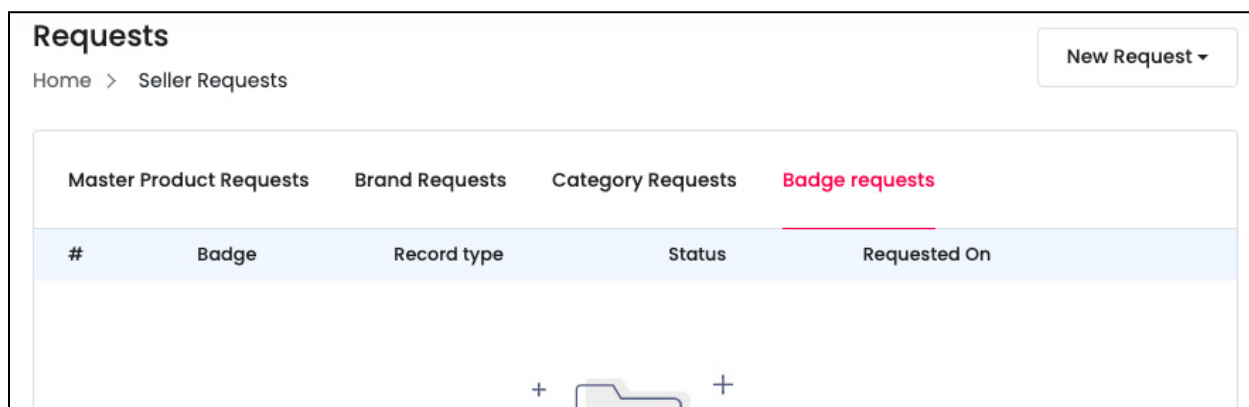 Requests
New Request
Home > Seller Requests
Master Product Requests Brand Requests Category Requests Badge requests
# Badge Record type Status Requested On